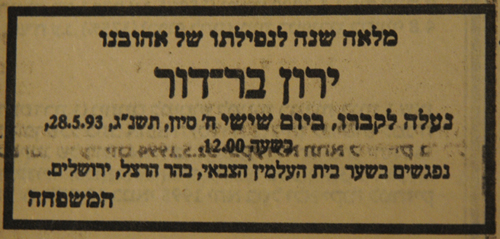 מלאה שנה לנפילתו של אהובנו
ירון בר־דור
נעלה לקברו, ביום שישי ה׳ סיון, תשנ״ג, 28.5.93,
בשעה 12.00
נפגשים בשער בית העלמין הצבאי, בהר הרצל, ירושלים.
המשפחה